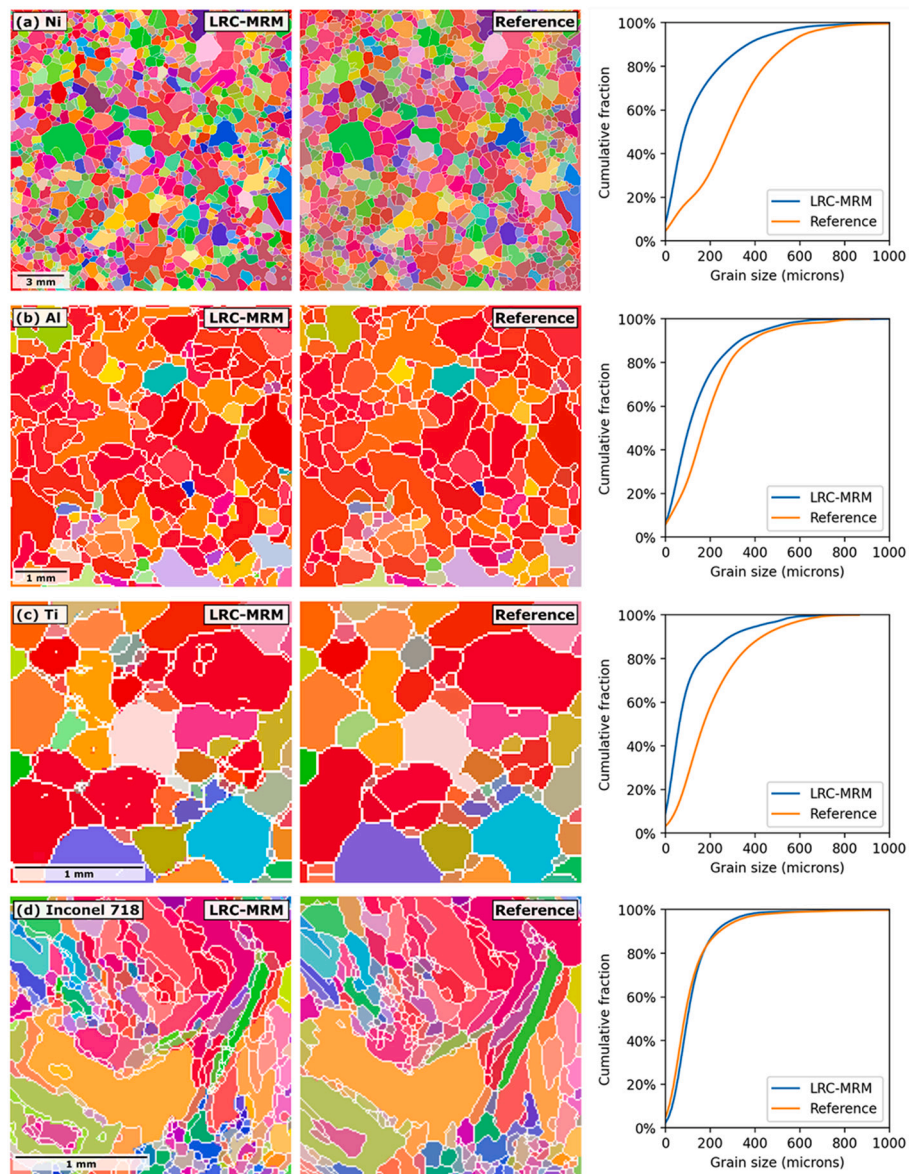 (a) Ni
LRC-MRM
Reference
3 mm
100%
80%
60%
40%
20%
0%
Cumulative fraction
LRC-MRM
Reference
0 200 400 600 800 1000
Grain size (microns)
(b) Al
LRC-MRM
Reference
1 mm
100%
80%
60%
40%
20%
0%
Cumulative fraction
LRC-MRM
Reference
0 200 400 600 800 1000
Grain size (microns)
(c) Ti
LRC-MRM
Reference
1 mm
100%
80%
60%
40%
20%
0%
Cumulative fraction
LRC-MRM
Reference
0 200 400 600 800 1000
Grain size (microns)
(d) Inconel 718
LRC-MRM
Reference
1 mm
100%
80%
60%
40%
20%
0%
Cumulative fraction
LRC-MRM
Reference
0 200 400 600 800 1000
Grain size (microns)